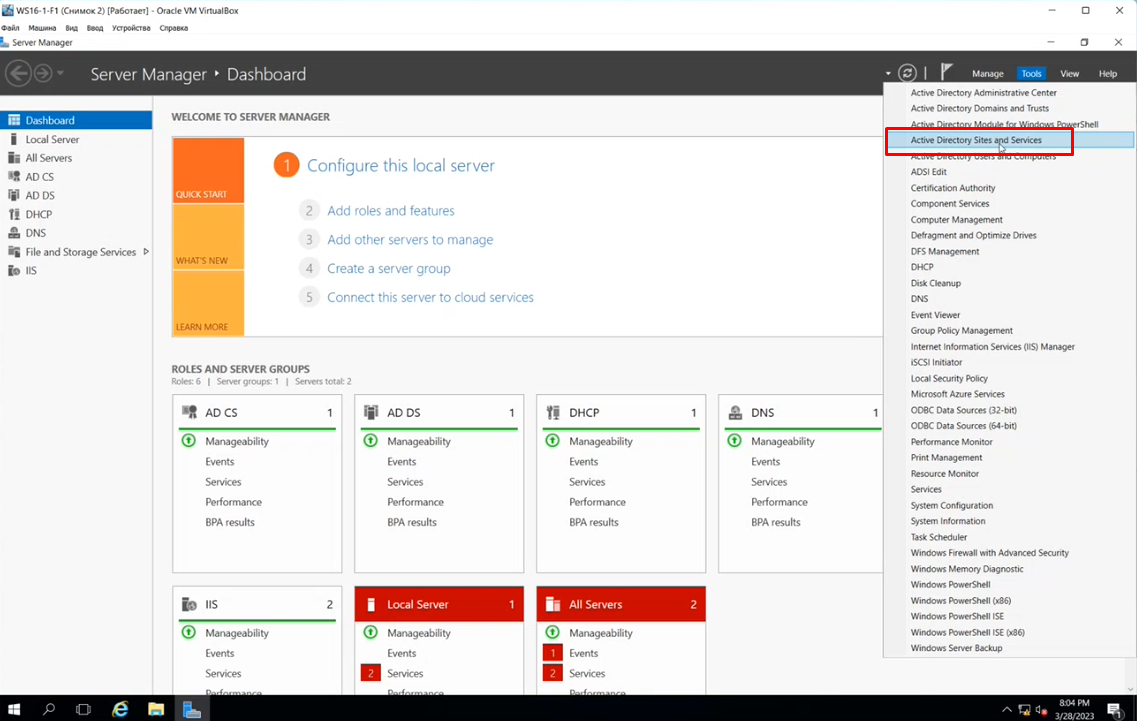 WS16-1-F1 (Снимок 2) [Работает] - Oracle VM VirtualBox
Файл Машина Вид Ввод Устройства Справка
Server Manager
Server Manager ‣ Dashboard
Manage Tools View Help
Dashboard
Local Server
All Servers
AD CS
AD DS
DHCP
DNS
File and Storage Services
IIS
WELCOME TO SERVER MANAGER
QUICK START
WHAT'S NEW
LEARN MORE
1 Configure this local server
2 Add roles and features
3 Add other servers to manage
4 Create a server group
5 Connect this server to cloud services
ROLES AND SERVER GROUPS
Roles: 6 | Server groups: 1 | Servers total: 2
AD CS 1
Manageability
Events
Services
Performance
BPA results
AD DS 1
Manageability
Events
Services
Performance
BPA results
DHCP 1
Manageability
Events
Services
Performance
BPA results
DNS 1
Manageability
Events
Services
Performance
BPA results
IIS 2
Manageability
Events
Services
Performance
Local Server 1
Manageability
Events
2 Services
Performance
All Servers 2
Manageability
1 Events
2 Services
Performance
Active Directory Administrative Center
Active Directory Domains and Trusts
Active Directory Module for Windows PowerShell
Active Directory Sites and Services
Active Directory Users and Computers
ADSI Edit
Certification Authority
Component Services
Computer Management
Defragment and Optimize Drives
DFS Management
DHCP
Disk Cleanup
DNS
Event Viewer
Group Policy Management
Internet Information Services (IIS) Manager
iSCSI Initiator
Local Security Policy
Microsoft Azure Services
ODBC Data Sources (32-bit)
ODBC Data Sources (64-bit)
Performance Monitor
Print Management
Resource Monitor
Services
System Configuration
System Information
Task Scheduler
Windows Firewall with Advanced Security
Windows Memory Diagnostic
Windows PowerShell
Windows PowerShell (x86)
Windows PowerShell ISE
Windows PowerShell ISE (x86)
Windows Server Backup
8:04 PM
3/28/2023
1